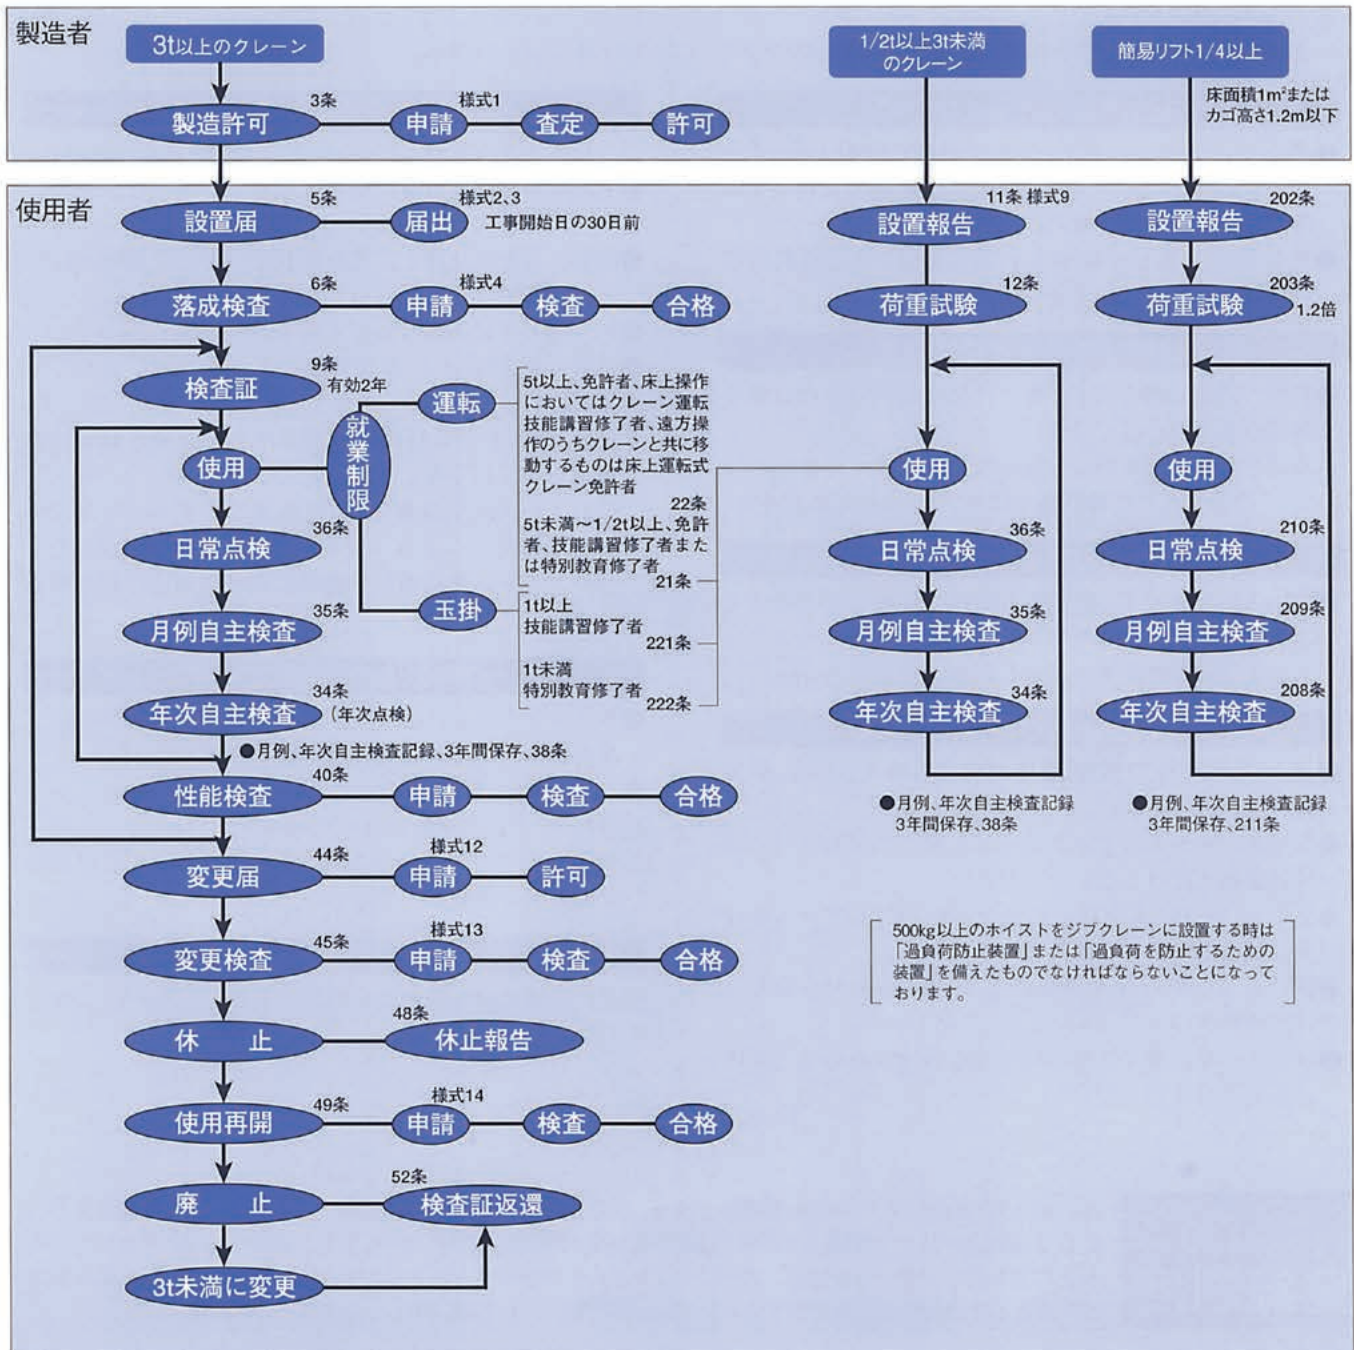 製造者
3t以上のクレーン
1/2t以上3t未満
のクレーン
簡易リフト1/4以上
床面積1m²または
カゴ高さ1.2m以下
3条
様式1
製造許可
申請
査定
許可
使用者
5条
様式2、3
設置届
届出
工事開始日の30日前
11条 様式9
設置報告
202条
設置報告
6条
様式4
落成検査
申請
検査
合格
12条
荷重試験
203条
荷重試験
1.2倍
9条
検査証
有効2年
就業制限
運転
5t以上、免許者、床上操作
においてはクレーン運転
技能講習修了者、遠方操
作のうちクレーンと共に移
動するものは床上運転式
クレーン免許者
22条
5t未満～1/2t以上、免許
者、技能講習修了者また
は特別教育修了者
21条
使用
使用
使用
36条
日常点検
36条
日常点検
210条
日常点検
玉掛
1t以上
技能講習修了者
221条
1t未満
特別教育修了者
222条
35条
月例自主検査
35条
月例自主検査
209条
月例自主検査
34条
年次自主検査
(年次点検)
34条
年次自主検査
208条
年次自主検査
●月例、年次自主検査記録、3年間保存、38条
40条
性能検査
申請
検査
合格
●月例、年次自主検査記録
3年間保存、38条
●月例、年次自主検査記録
3年間保存、211条
44条
様式12
変更届
申請
許可
45条
様式13
変更検査
申請
検査
合格
500kg以上のホイストをジブクレーンに設置する時は
「過負荷防止装置」または「過負荷を防止するための
装置」を備えたものでなければならないことになって
おります。
48条
休　止
休止報告
49条
様式14
使用再開
申請
検査
合格
52条
廃　止
検査証返還
3t未満に変更